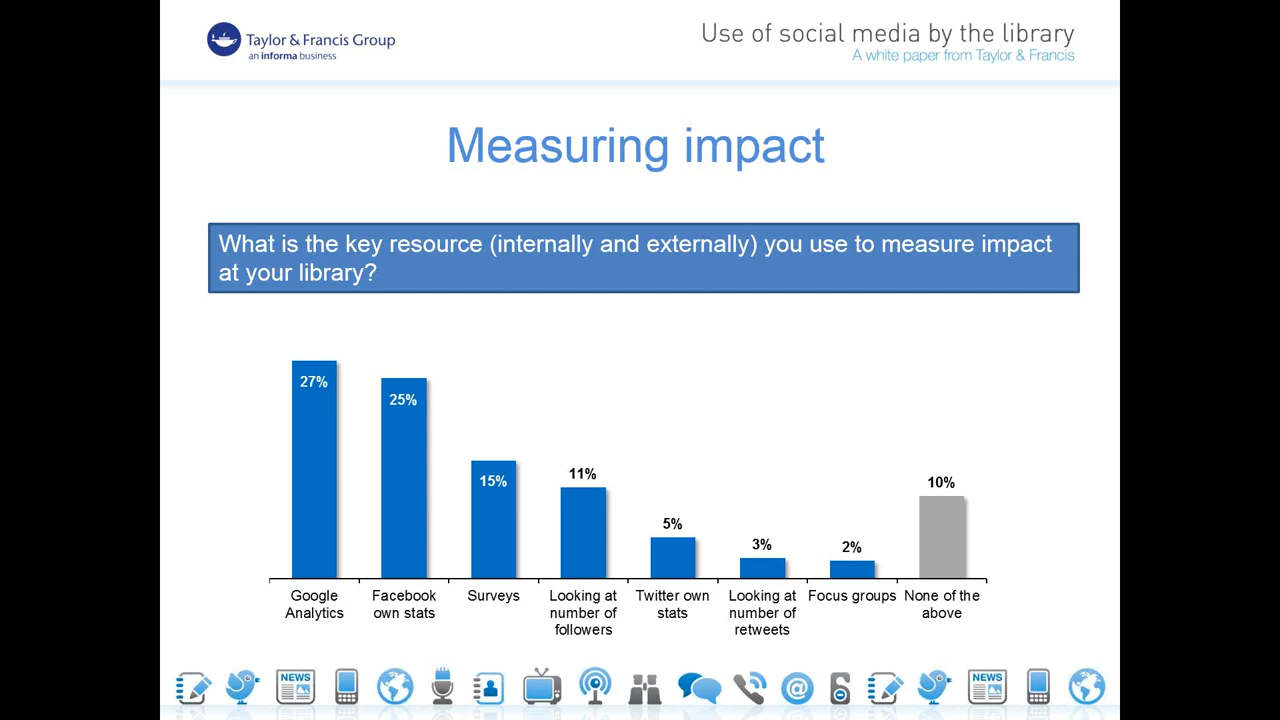 Taylor & Francis Group
an informa business
Use of social media by the library
A white paper from Taylor & Francis
Measuring impact
What is the key resource (internally and externally) you use to measure impact
at your library?
27%
25%
15%
11%
5%
3%
2%
10%
Google
Analytics
Facebook
own stats
Surveys
Looking at
number of
followers
Twitter own
stats
Looking at
number of
retweets
Focus groups
None of the
above
NEWS
NEWS